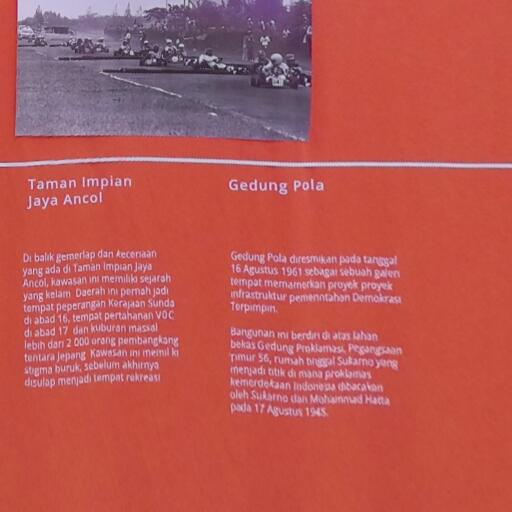 Taman Impian
Jaya Ancol
Di balik gemerlap dan keceriaan
yang ada di Taman Impian Jaya
Ancol, kawasan ini memiliki sejarah
yang kelam. Daerah ini pernah jadi
tempat peperangan Kerajaan Sunda
di abad 16, tempat pertahanan VOC
di abad 17 dan kuburan massal
lebih dari 2 000 orang pembangkang
tentara Jepang. Kawasan ini memiliki
stigma buruk, sebelum akhirnya
disulap menjadi tempat rekreasi
Gedung Pola
Gedung Pola diresmikan pada tanggal
16 Agustus 1961 sebagai sebuah galeri
tempat memamerkan proyek proyek
infrastruktur pemerintahan Demokrasi
Terpimpin.
Bangunan ini berdiri di atas lahan
bekas Gedung Proklamasi, Pegangsaan
Timur 56, rumah tinggal Sukarno yang
menjadi titik di mana proklamasi
kemerdekaan Indonesia dibacakan
oleh Sukarno dan Mohammad Hatta
pada 17 Agustus 1945.